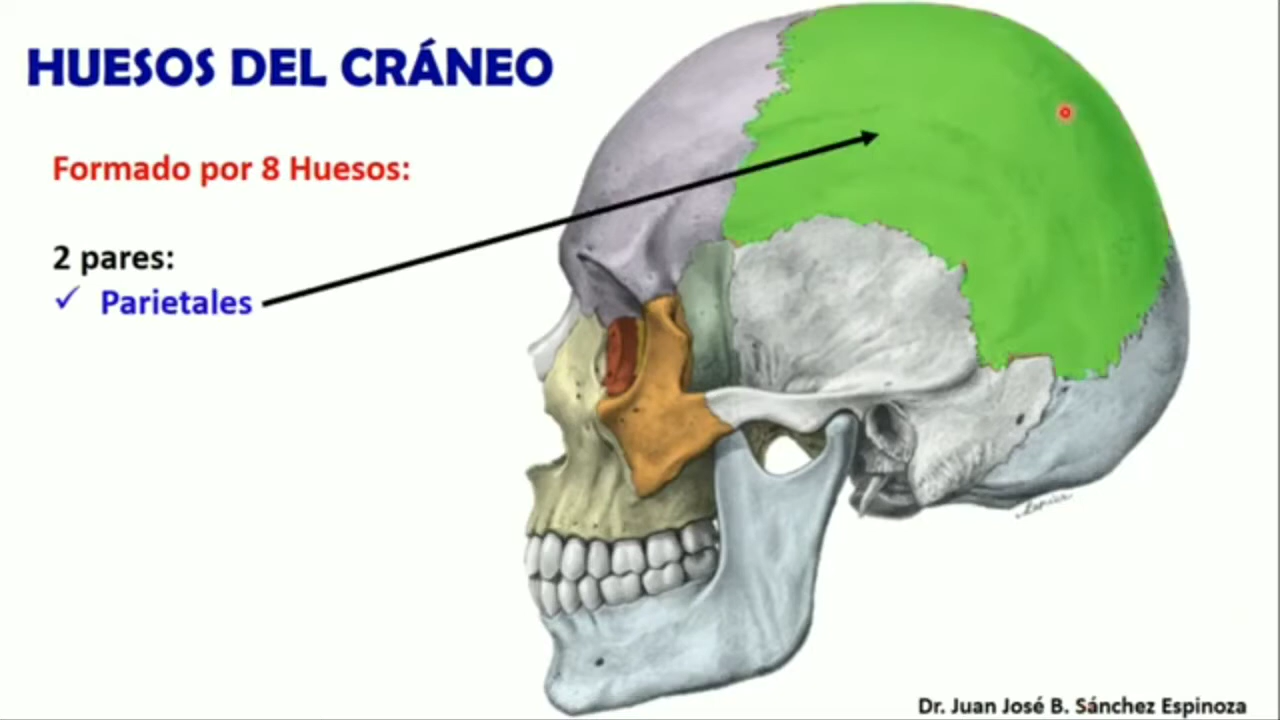 HUESOS DEL CRÁNEO
Formado por 8 Huesos:
2 pares:
✓ Parietales
Dr. Juan José B. Sánchez Espinoza